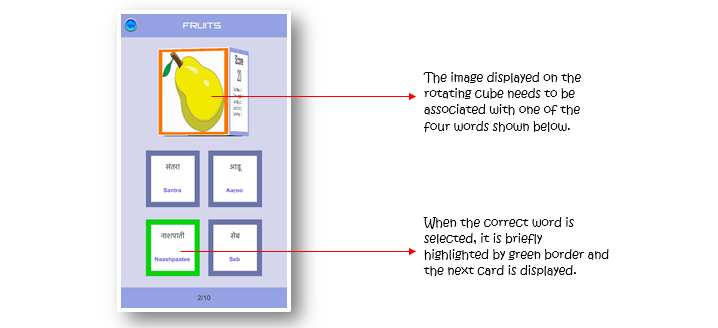 FRUITS
Score
The image displayed on the
rotating cube needs to be
associated with one of the
four words shown below.
संतरा
Santra
आडू
Aaroo
नाशपाती
Naashpaatee
सेब
Seb
When the correct word is
selected, it is briefly
highlighted by green border and
the next card is displayed.
2/10